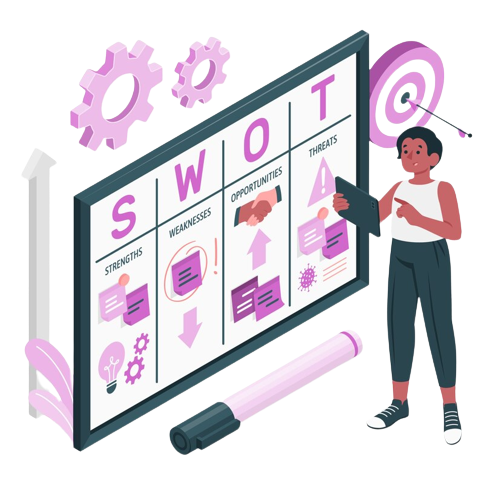 S W O T
STRENGTHS WEAKNESSES OPPORTUNITIES THREATS
!
!